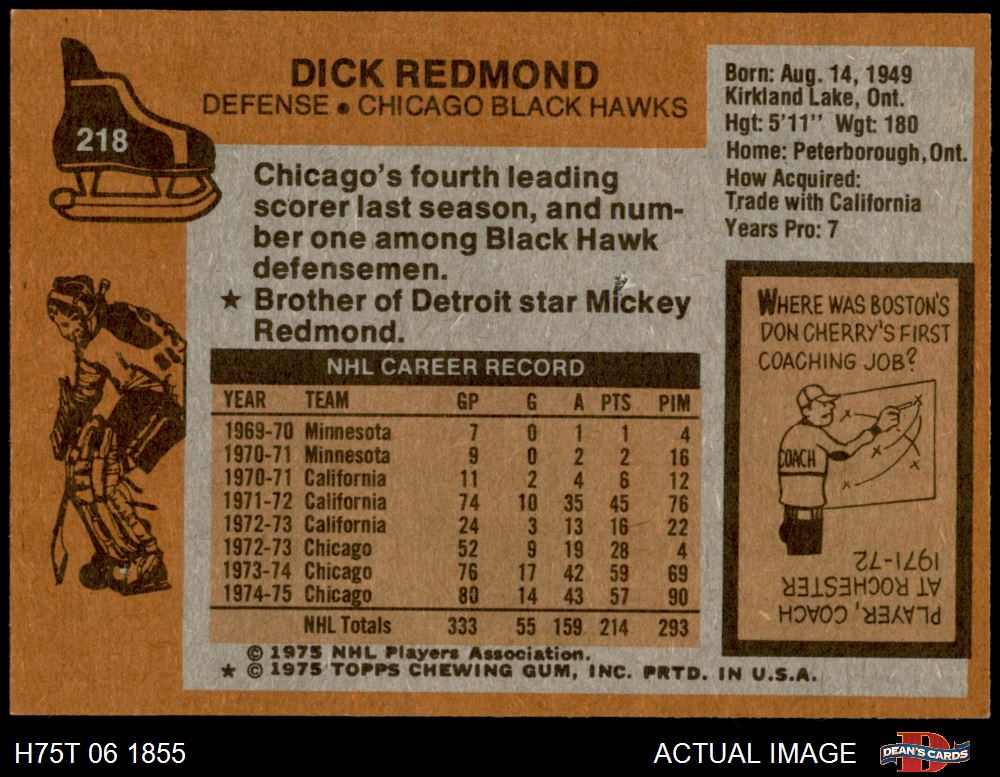 218
DICK REDMOND
DEFENSE • CHICAGO BLACK HAWKS
Born: Aug. 14, 1949
Kirkland Lake, Ont.
Hgt: 5'11'' Wgt: 180
Home: Peterborough, Ont.
How Acquired:
Trade with California
Years Pro: 7
Chicago's fourth leading
scorer last season, and num-
ber one among Black Hawk
defensemen.
★ Brother of Detroit star Mickey
Redmond.
NHL CAREER RECORD
YEAR TEAM GP G A PTS PIM
1969-70 Minnesota 7 0 1 1 4
1970-71 Minnesota 9 0 2 2 16
1970-71 California 11 2 4 6 12
1971-72 California 74 10 35 45 76
1972-73 California 24 3 13 16 22
1972-73 Chicago 52 9 19 28 4
1973-74 Chicago 76 17 42 59 69
1974-75 Chicago 80 14 43 57 90
NHL Totals 333 55 159 214 293
© 1975 NHL Players Association.
★ © 1975 TOPPS CHEWING GUM, INC. PRTD. IN U.S.A.
WHERE WAS BOSTON'S
DON CHERRY'S FIRST
COACHING JOB?
COACH
PLAYER, COACH
AT ROCHESTER
1971-72
H75T 06 1855
ACTUAL IMAGE
D
DEAN'S CARDS